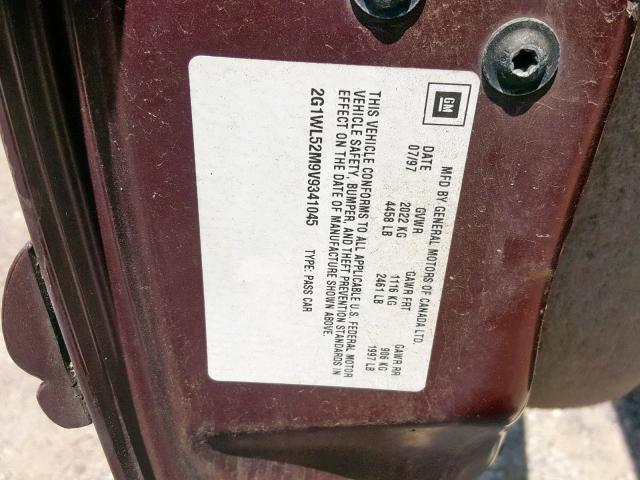 GM
MFD BY GENERAL MOTORS OF CANADA LTD.
DATE GVWR GAWR FRT GAWR RR
07/97 2022 KG 1116 KG 906 KG
4458 LB 2461 LB 1997 LB
THIS VEHICLE CONFORMS TO ALL APPLICABLE U.S. FEDERAL MOTOR
VEHICLE SAFETY, BUMPER, AND THEFT PREVENTION STANDARDS IN
EFFECT ON THE DATE OF MANUFACTURE SHOWN ABOVE.
2G1WL52M9V9341045 TYPE: PASS CAR